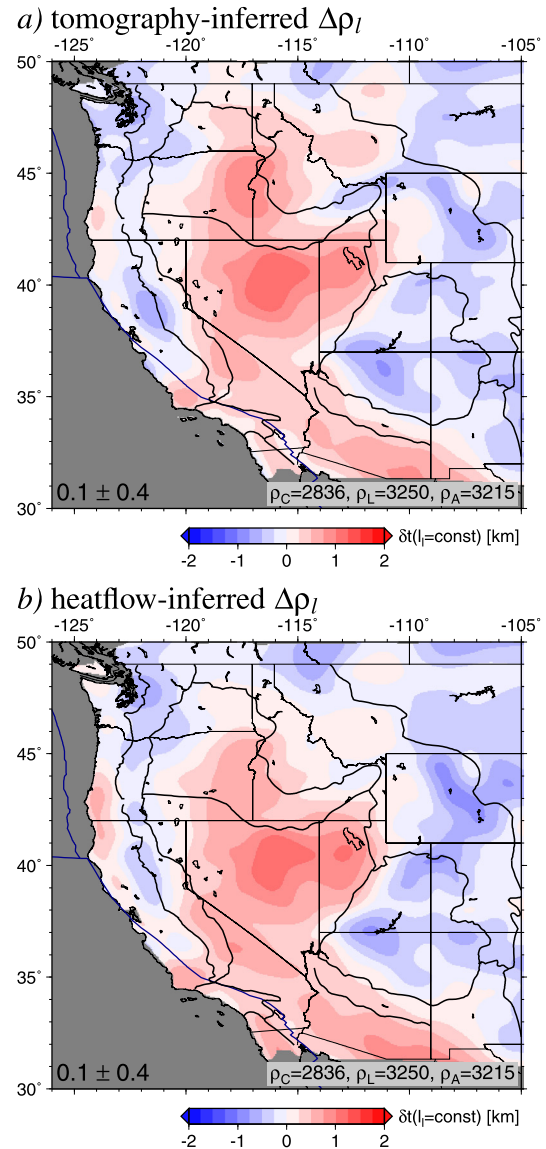 a) tomography-inferred Δρl
-125 -120 -115 -110 -105
50˚
45˚
40˚
35˚
30˚
0.1 ± 0.4 ρC=2836, ρL=3250, ρA=3215
-2 -1 0 1 2
δt(ll=const) [km]
b) heatflow-inferred Δρl
-125 -120 -115 -110 -105
50˚
45˚
40˚
35˚
30˚
0.1 ± 0.4 ρC=2836, ρL=3250, ρA=3215
-2 -1 0 1 2
δt(ll=const) [km]